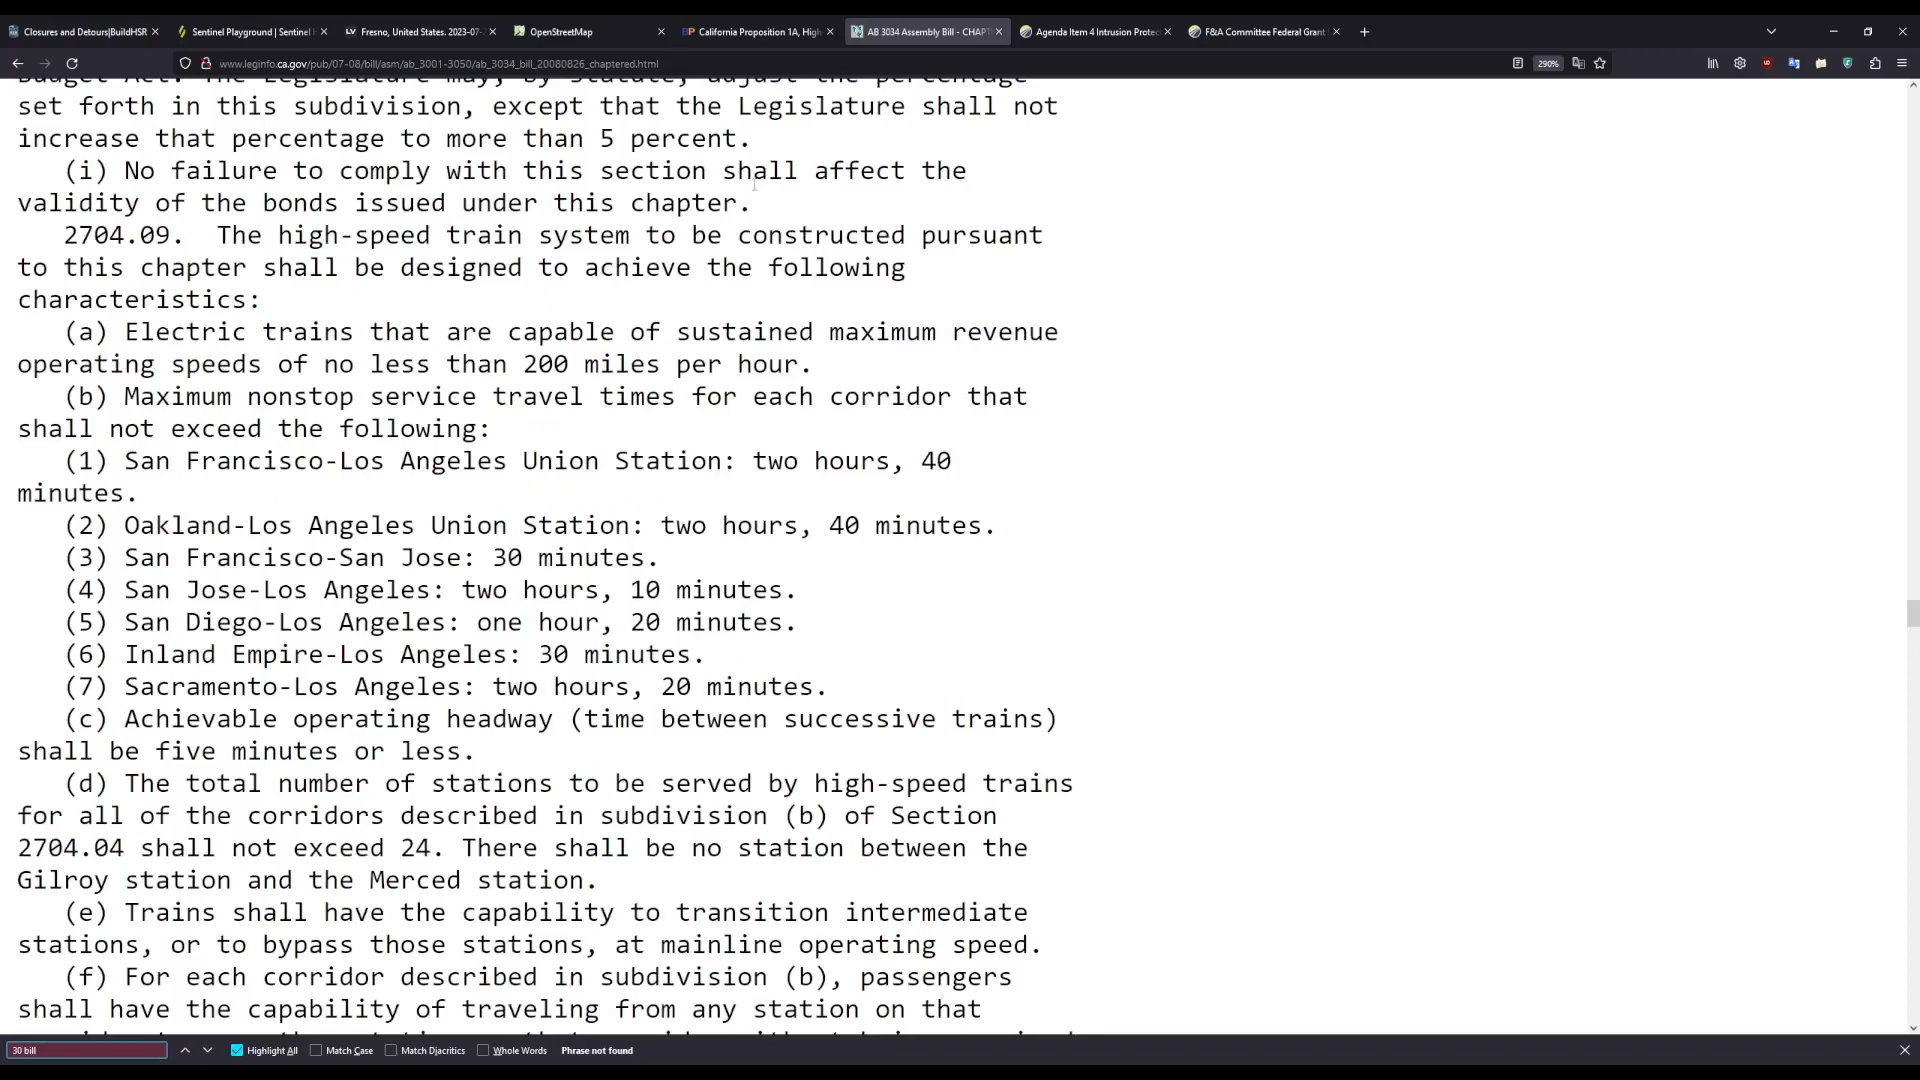 Closures and Detours|BuildHSR
Sentinel Playground | Sentinel
Fresno, United States. 2023-07-
OpenStreetMap
California Proposition 1A, High-
AB 3034 Assembly Bill - CHAPT
Agenda Item 4 Intrusion Protec
F&A Committee Federal Grant
www.leginfo.ca.gov/pub/07-08/bill/asm/ab_3001-3050/ab_3034_bill_20080826_chaptered.html
290%
Budget Act. The Legislature may, by statute, adjust the percentage
set forth in this subdivision, except that the Legislature shall not
increase that percentage to more than 5 percent.
(i) No failure to comply with this section shall affect the
validity of the bonds issued under this chapter.
2704.09.  The high-speed train system to be constructed pursuant
to this chapter shall be designed to achieve the following
characteristics:
(a) Electric trains that are capable of sustained maximum revenue
operating speeds of no less than 200 miles per hour.
(b) Maximum nonstop service travel times for each corridor that
shall not exceed the following:
(1) San Francisco-Los Angeles Union Station: two hours, 40
minutes.
(2) Oakland-Los Angeles Union Station: two hours, 40 minutes.
(3) San Francisco-San Jose: 30 minutes.
(4) San Jose-Los Angeles: two hours, 10 minutes.
(5) San Diego-Los Angeles: one hour, 20 minutes.
(6) Inland Empire-Los Angeles: 30 minutes.
(7) Sacramento-Los Angeles: two hours, 20 minutes.
(c) Achievable operating headway (time between successive trains)
shall be five minutes or less.
(d) The total number of stations to be served by high-speed trains
for all of the corridors described in subdivision (b) of Section
2704.04 shall not exceed 24. There shall be no station between the
Gilroy station and the Merced station.
(e) Trains shall have the capability to transition intermediate
stations, or to bypass those stations, at mainline operating speed.
(f) For each corridor described in subdivision (b), passengers
shall have the capability of traveling from any station on that
30 bill
Highlight All
Match Case
Match Diacritics
Whole Words
Phrase not found